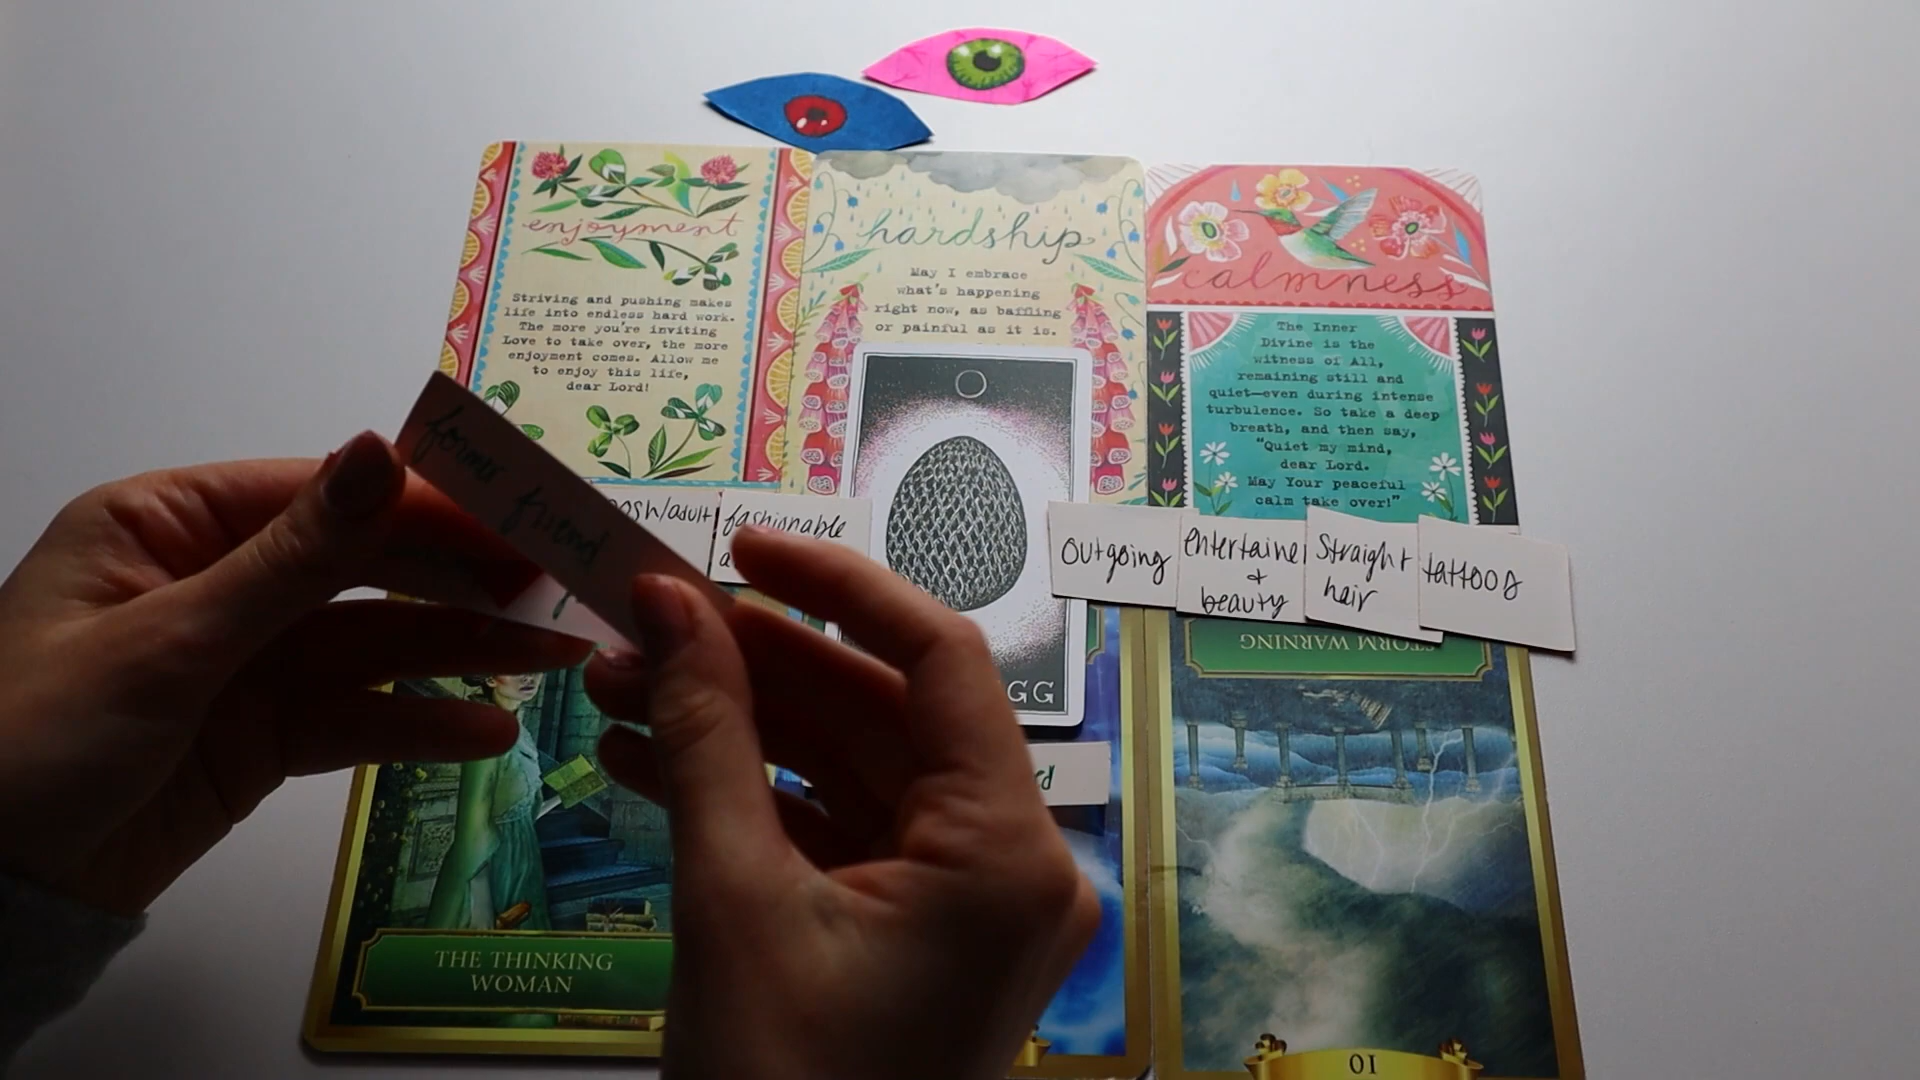 enjoyment
Striving and pushing makes
life into endless hard work.
The more you're inviting
Love to take over, the more
enjoyment comes. Allow me
to enjoy this life,
dear Lord!
hardship
May I embrace
what's happening
right now, as baffling
or painful as it is.
calmness
The Inner
Divine is the
witness of All,
remaining still and
quiet—even during intense
turbulence. So take a deep
breath, and then say,
"Quiet my mind,
dear Lord.
May Your peaceful
calm take over!"
former friend
fashionable
Outgoing
entertainer
+
beauty
Straight
hair
tattoos
STORM WARNING
THE THINKING
WOMAN
10